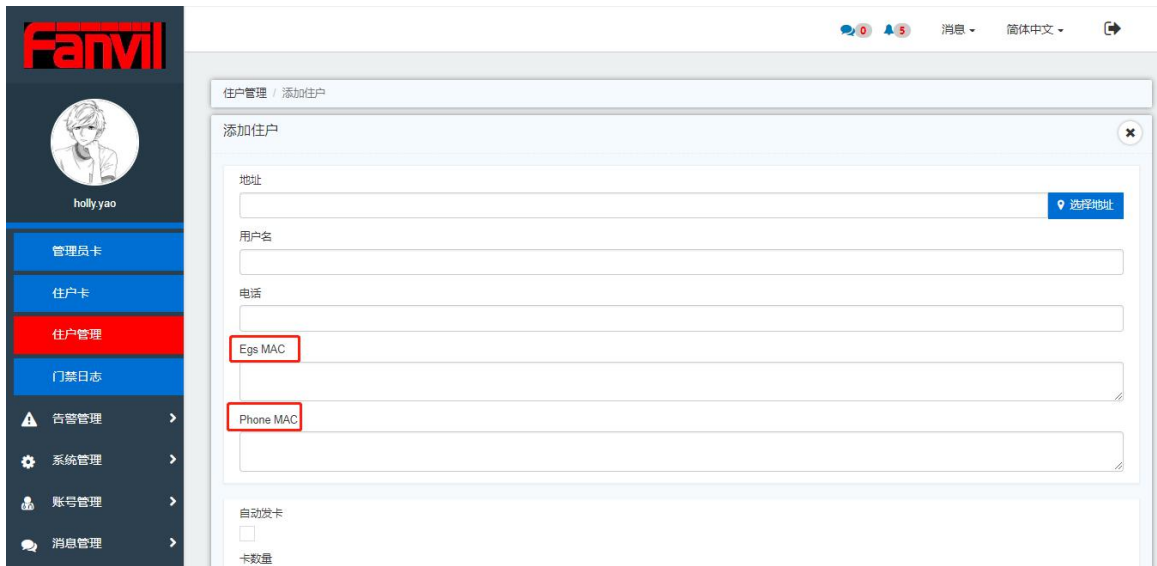 Fanvil
0 5 消息 简体中文
holly.yao
管理员卡
住户卡
住户管理
门禁日志
告警管理
系统管理
账号管理
消息管理
住户管理 / 添加住户
添加住户
地址
选择地址
用户名
电话
Egs MAC
Phone MAC
自动发卡
卡数量